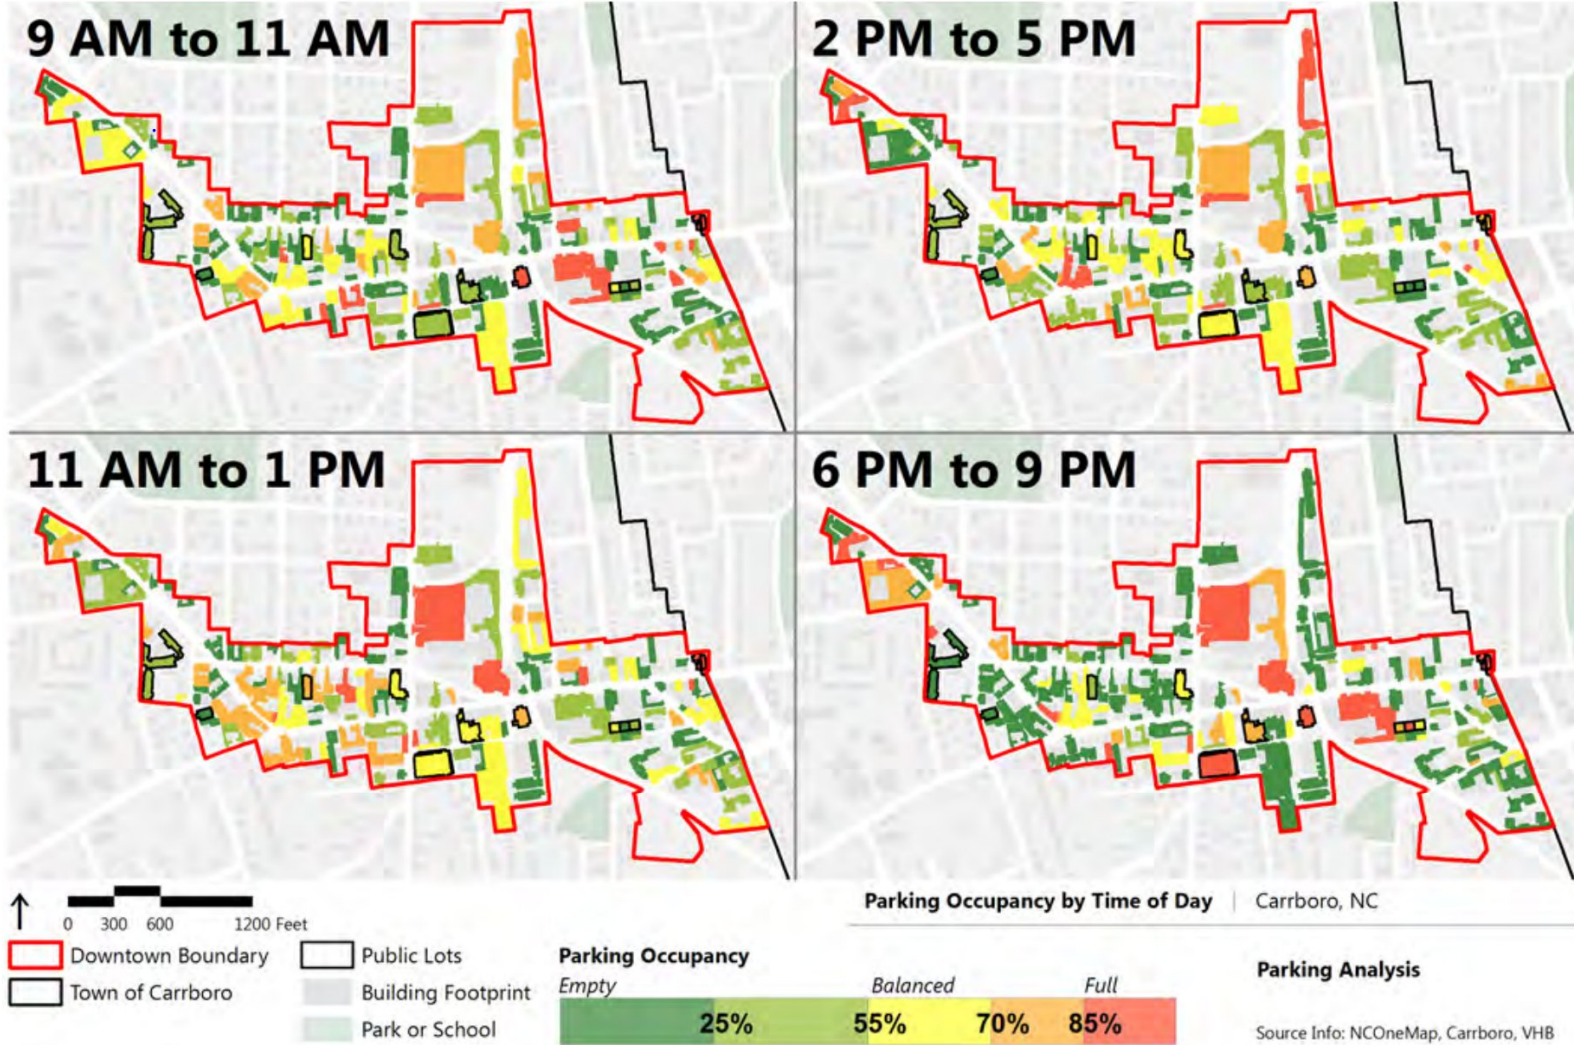 9 AM to 11 AM
2 PM to 5 PM
11 AM to 1 PM
6 PM to 9 PM
0 300 600 1200 Feet
Downtown Boundary
Town of Carrboro
Public Lots
Building Footprint
Park or School
Parking Occupancy
Empty Balanced Full
25% 55% 70% 85%
Parking Occupancy by Time of Day | Carrboro, NC
Parking Analysis
Source Info: NCOneMap, Carrboro, VHB